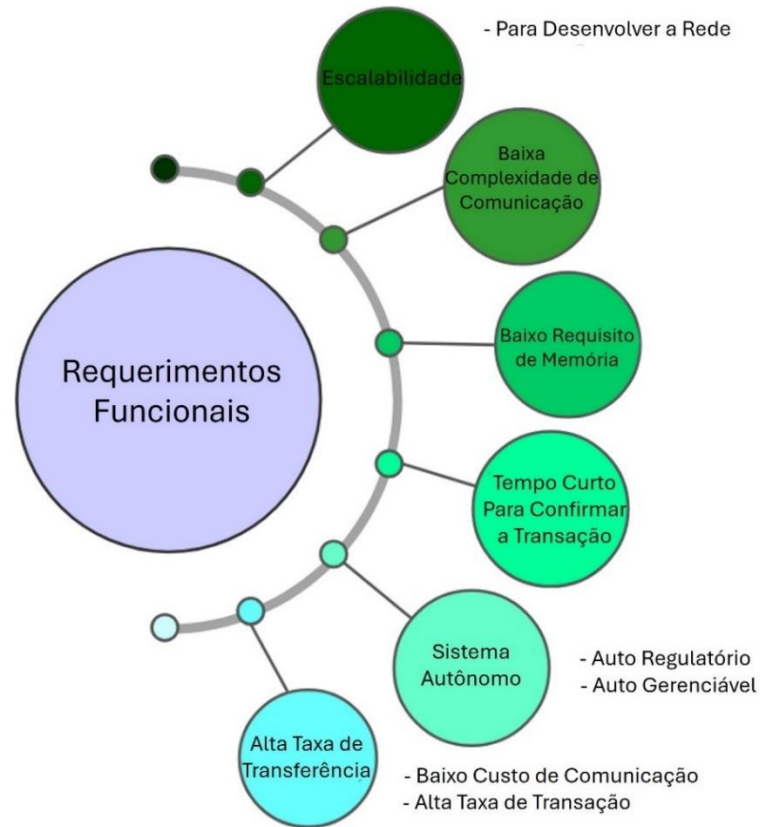 - Para Desenvolver a Rede
Escalabilidade
Baixa
Complexidade de
Comunicação
Baixo Requisito
de Memória
Requerimentos
Funcionais
Tempo Curto
Para Confirmar
a Transação
Sistema
Autônomo
- Auto Regulatório
- Auto Gerenciável
Alta Taxa de
Transferência
- Baixo Custo de Comunicação
- Alta Taxa de Transação